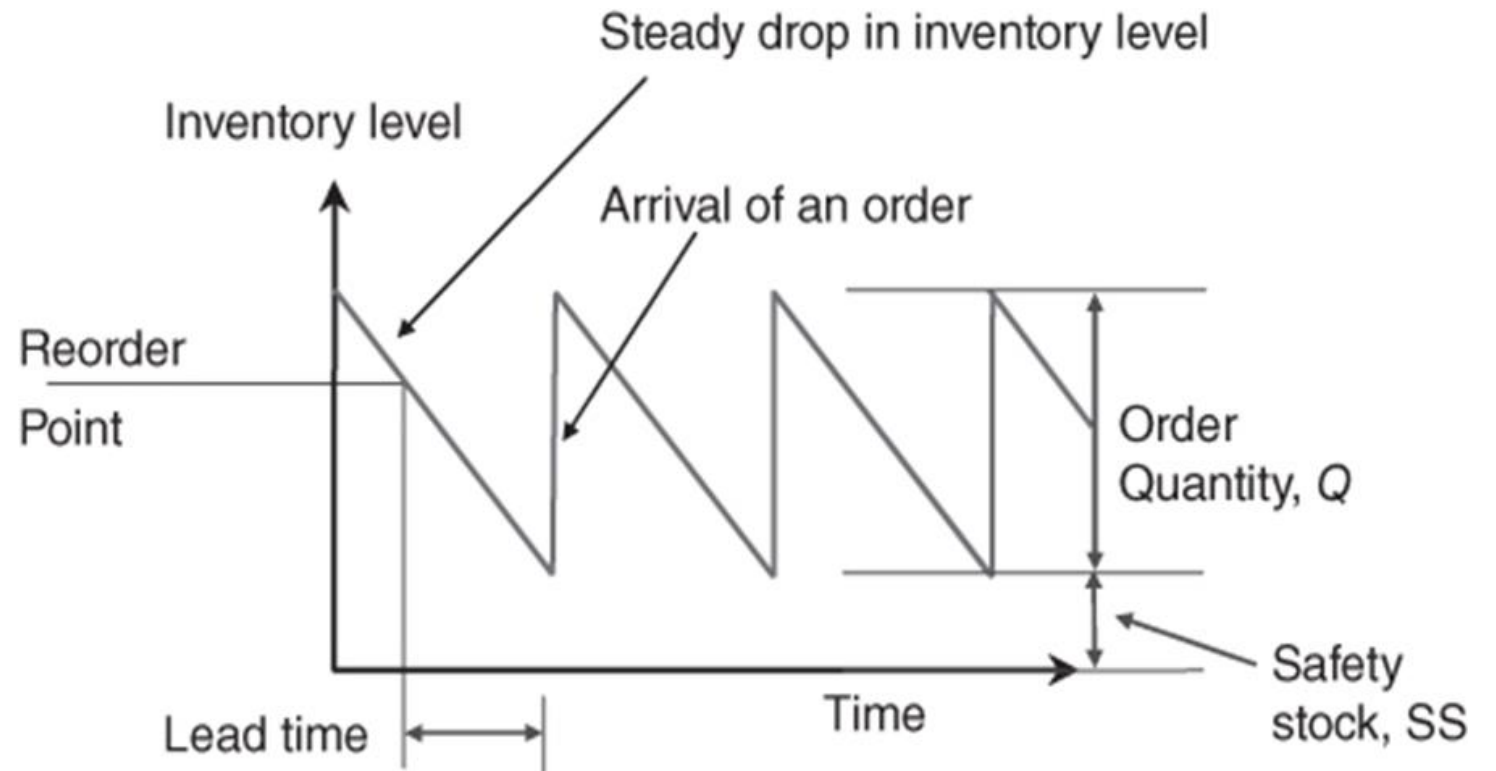 Steady drop in inventory level
Inventory level
Arrival of an order
Reorder
Point
Order
Quantity, Q
Safety
stock, SS
Time
Lead time